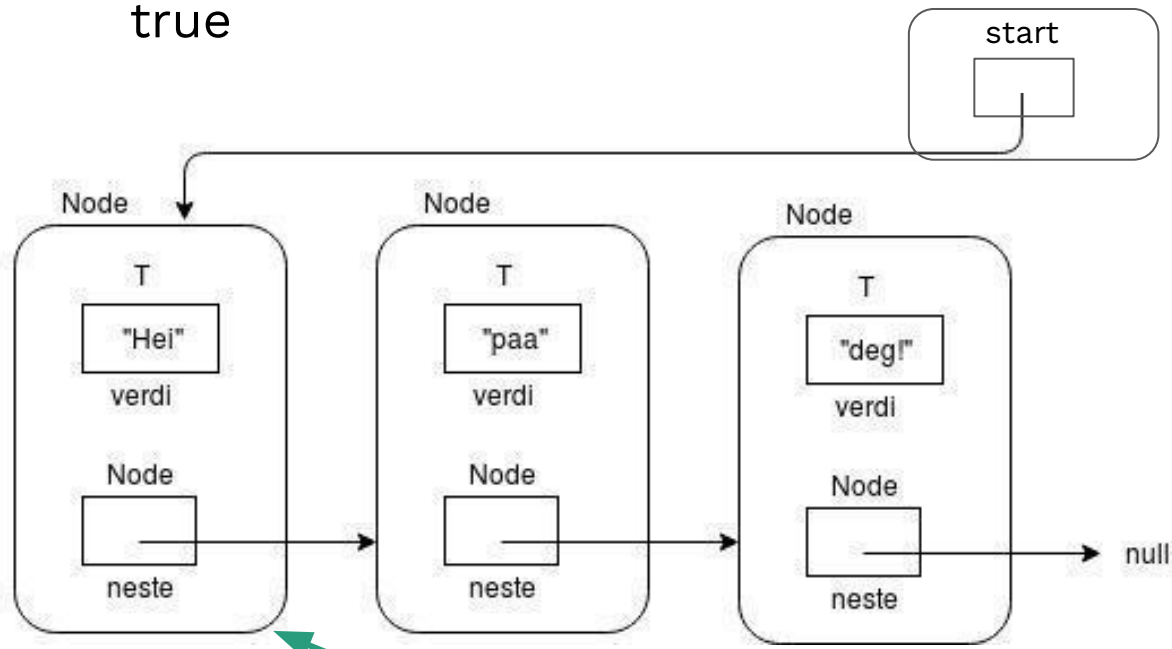 true
start
Node
T
"Hei"
verdi
Node
neste
Node
T
"paa"
verdi
Node
neste
Node
T
"deg!"
verdi
Node
neste
null